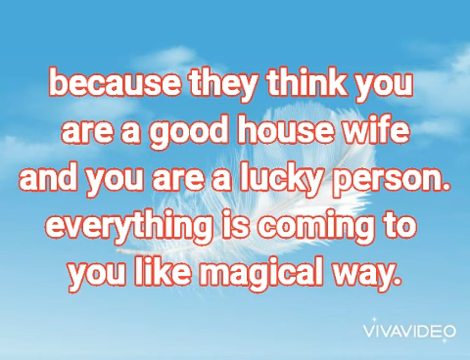 because they think you
are a good house wife
and you are a lucky person.
everything is coming to
you like magical way.
VIVAVIDEO